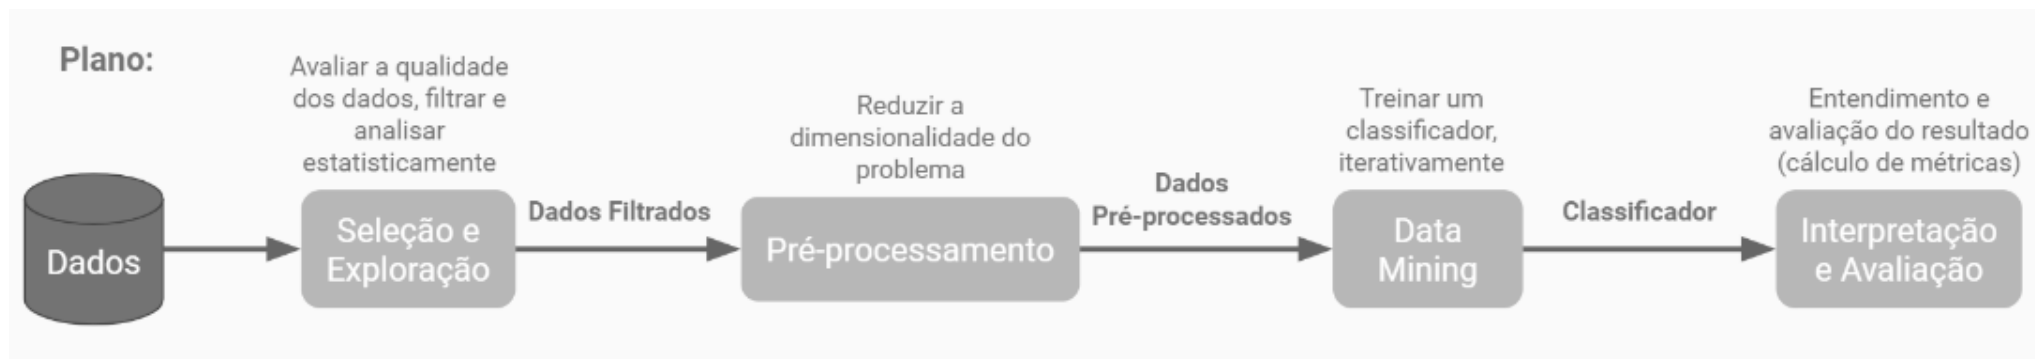 Plano:
Avaliar a qualidade
dos dados, filtrar e
analisar
estatisticamente
Reduzir a
dimensionalidade do
problema
Treinar um
classificador,
iterativamente
Entendimento e
avaliação do resultado
(cálculo de métricas)
Dados
Seleção e
Exploração
Dados Filtrados
Pré-processamento
Dados
Pré-processados
Data
Mining
Classificador
Interpretação
e Avaliação